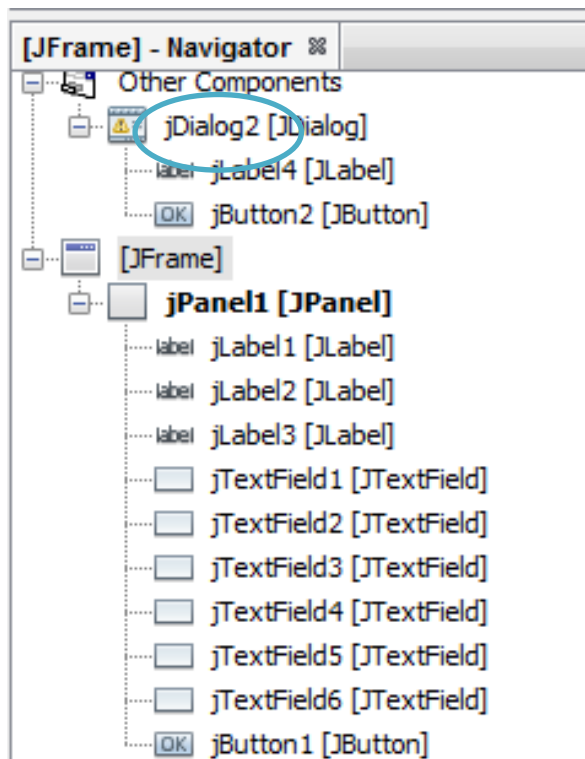 [JFrame] - Navigator
Other Components
jDialog2 [JDialog]
label jLabel4 [JLabel]
OK jButton2 [JButton]
[JFrame]
jPanel1 [JPanel]
label jLabel1 [JLabel]
label jLabel2 [JLabel]
label jLabel3 [JLabel]
jTextField1 [JTextField]
jTextField2 [JTextField]
jTextField3 [JTextField]
jTextField4 [JTextField]
jTextField5 [JTextField]
jTextField6 [JTextField]
OK jButton1 [JButton]